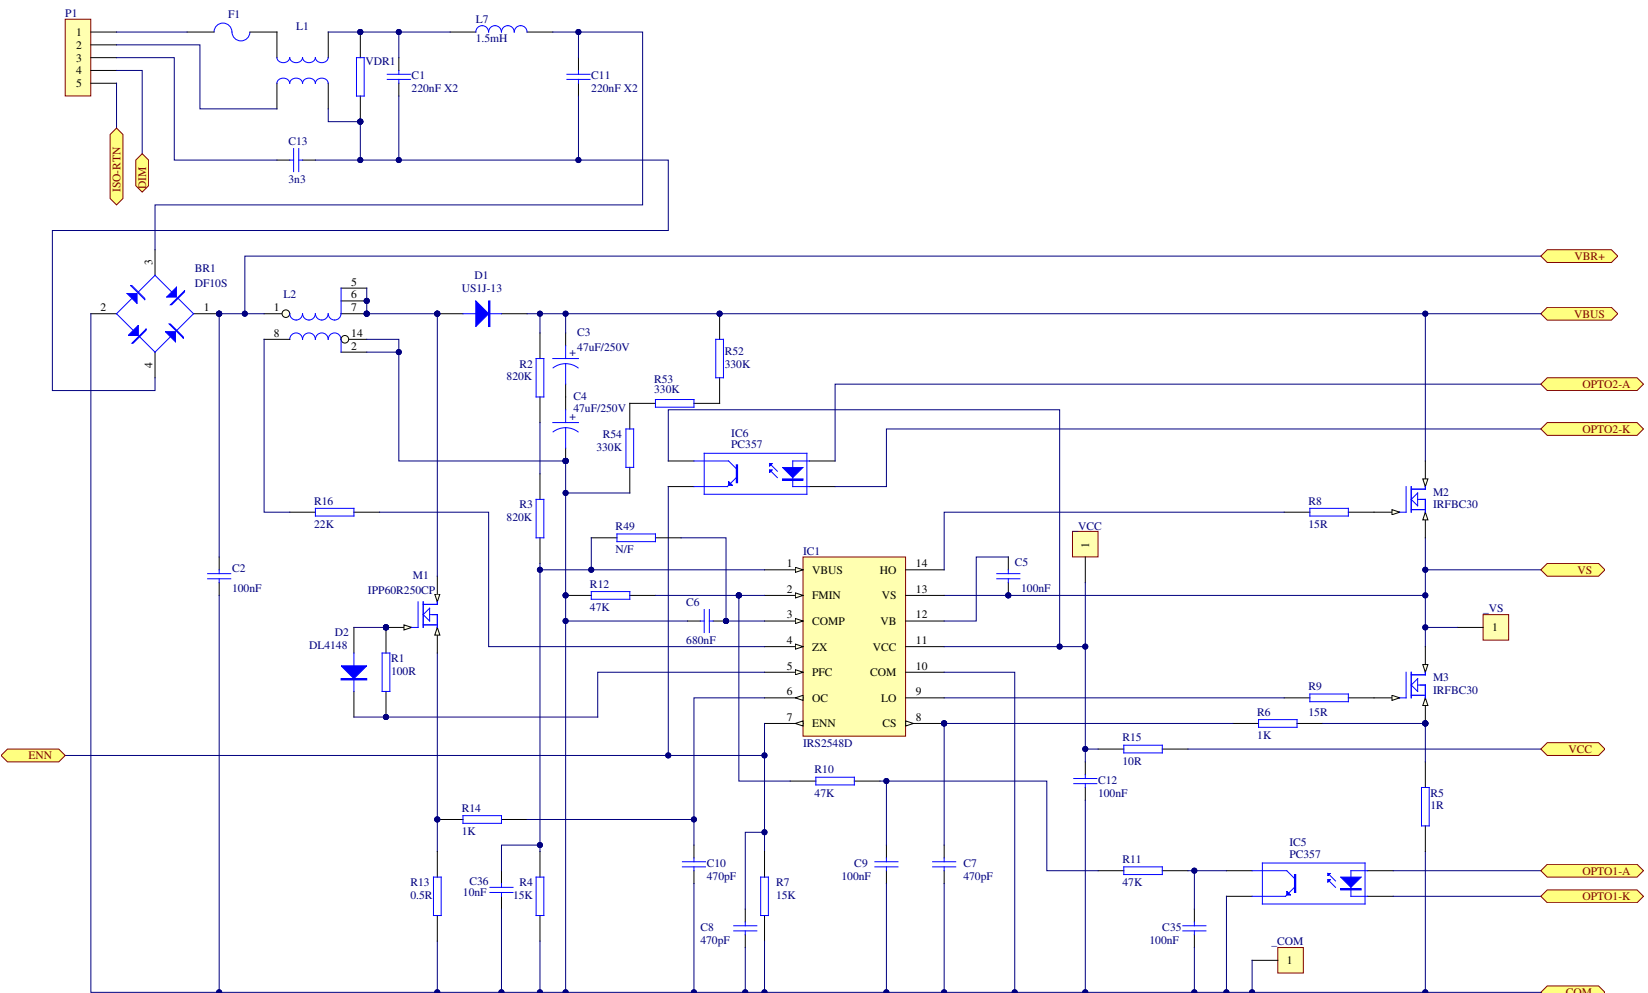 P1
1
2
3
4
5
F1
L1
VDR1
C1
220nF X2
L7
1.5mH
C11
220nF X2
C13
3n3
ISO-RTN
DIM
BR1
DF10S
3
2
1
4
L2
1
5
6
7
8
14
2
D1
US1J-13
VBR+
VBUS
C3
47uF/250V
R2
820K
C4
47uF/250V
R52
330K
R53
330K
R54
330K
OPTO2-A
OPTO2-K
IC6
PC357
R16
22K
R3
820K
R49
N/F
R8
15R
M2
IRFBC30
VCC
1
C2
100nF
M1
IPP60R250CP
D2
DL4148
R1
100R
R12
47K
C6
680nF
IC1
1 VBUS
2 FMIN
3 COMP
4 ZX
5 PFC
6 OC
7 ENN
HO 14
VS 13
VB 12
VCC 11
COM 10
LO 9
CS 8
IRS2548D
C5
100nF
VS
_VS
1
M3
IRFBC30
R9
15R
R6
1K
ENN
R15
10R
VCC
C12
100nF
R10
47K
R5
1R
R14
1K
R13
0.5R
C36
10nF
R4
15K
C10
470pF
C8
470pF
R7
15K
C9
100nF
C7
470pF
R11
47K
IC5
PC357
OPTO1-A
OPTO1-K
C35
100nF
_COM
1
COM